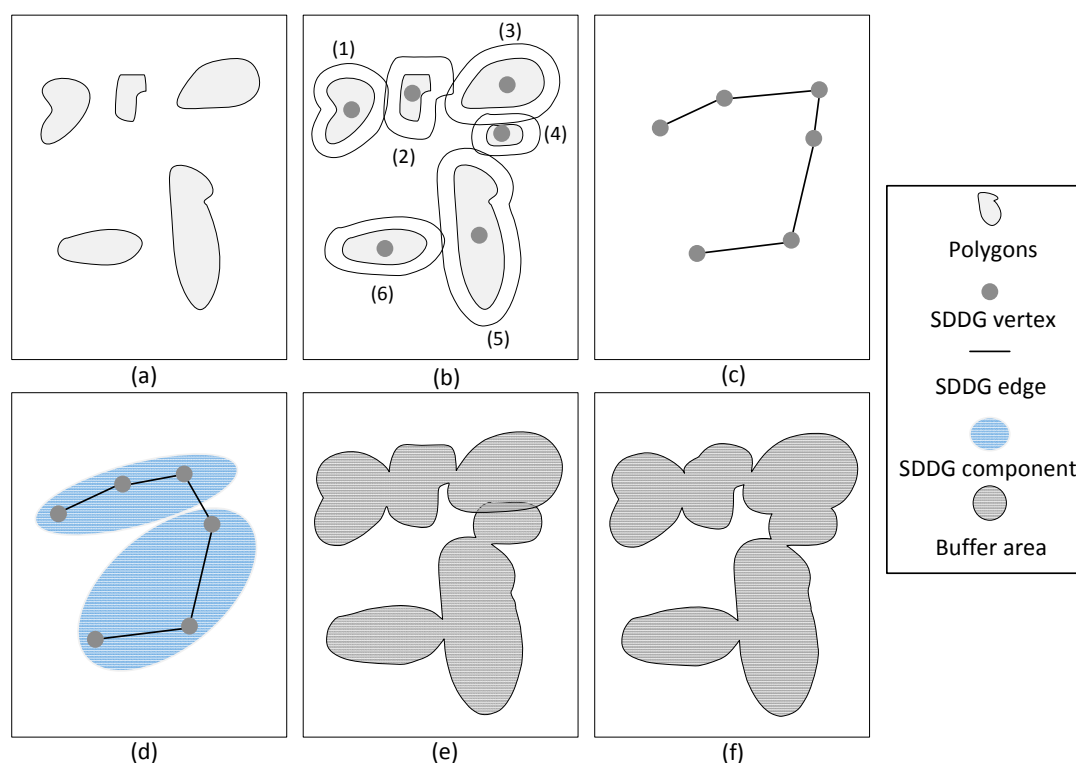 (1)
(3)
(4)
(2)
(6)
(5)
(a)
(b)
(c)
Polygons
SDDG vertex
SDDG edge
SDDG component
Buffer area
(d)
(e)
(f)